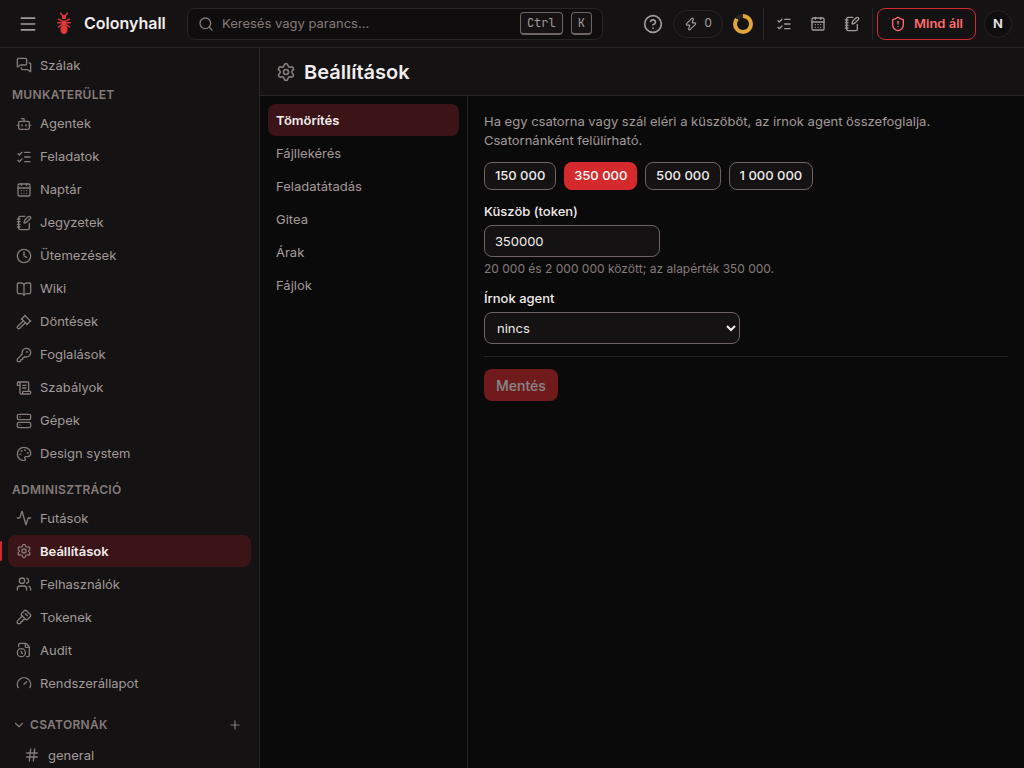 Colonyhall
Keresés vagy parancs...
Ctrl K
0
Mind áll
N
Szálak
MUNKATERÜLET
Agentek
Feladatok
Naptár
Jegyzetek
Ütemezések
Wiki
Döntések
Foglalások
Szabályok
Gépek
Design system
ADMINISZTRÁCIÓ
Futások
Beállítások
Felhasználók
Tokenek
Audit
Rendszerállapot
CSATORNÁK
general
Beállítások
Tömörítés
Fájllekérés
Feladatátadás
Gitea
Árak
Fájlok
Ha egy csatorna vagy szál eléri a küszöböt, az írnok agent összefoglalja.
Csatornánként felülírható.
150 000 350 000 500 000 1 000 000
Küszöb (token)
350000
20 000 és 2 000 000 között; az alapérték 350 000.
Írnok agent
nincs
Mentés